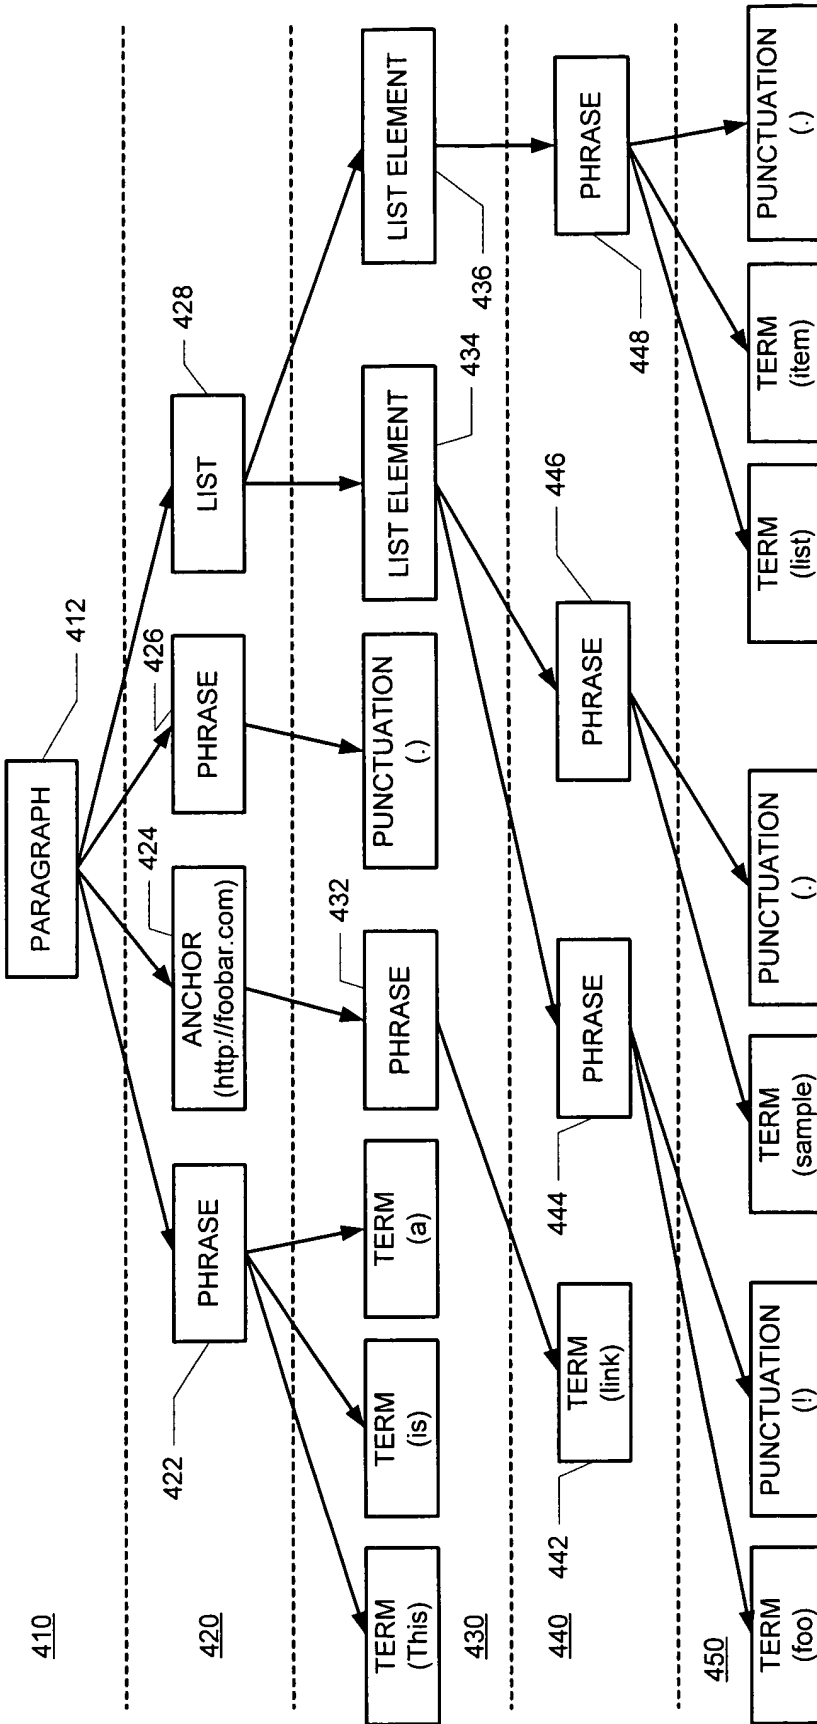 410
PARAGRAPH
412
420
422
PHRASE
ANCHOR
(http://foobar.com)
424
PHRASE
426
LIST
428
430
TERM
(This)
TERM
(is)
TERM
(a)
PHRASE
432
PUNCTUATION
(.)
LIST ELEMENT
434
LIST ELEMENT
436
440
442
TERM
(link)
444
PHRASE
PHRASE
446
PHRASE
448
450
TERM
(foo)
PUNCTUATION
(!)
TERM
(sample)
PUNCTUATION
(.)
TERM
(list)
TERM
(item)
PUNCTUATION
(.)